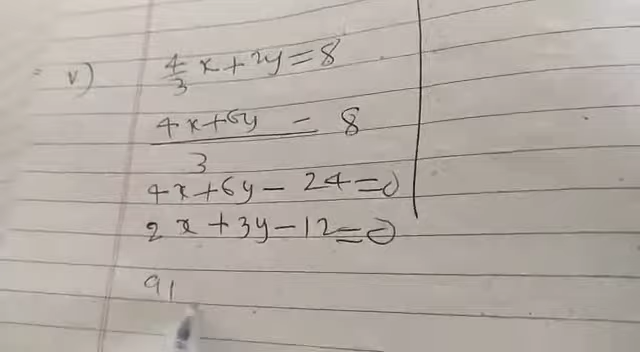 v) 4/3 x + 2y = 8
4x + 6y / 3 = 8
4x + 6y - 24 = 0
2x + 3y - 12 = 0
a1